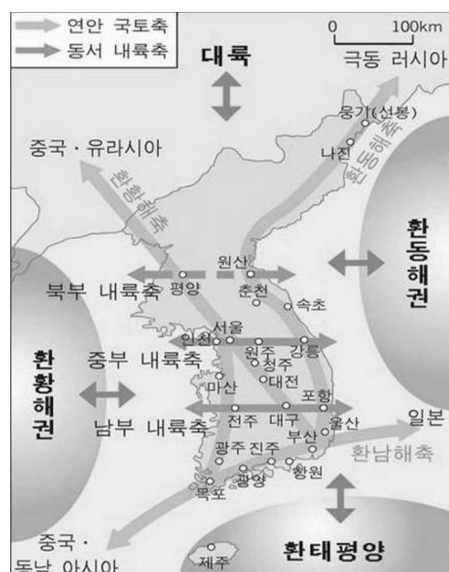 연안 국토축
동서 내륙축
0 100km
대륙
극동 러시아
웅기(선봉)
나진
환동해축
중국·유라시아
환황해축
환동해권
원산
평양
북부 내륙축
춘천
속초
인천
서울
원주
강릉
중부 내륙축
청주
대전
마산
환황해권
포항
전주
대구
남부 내륙축
울산
일본
부산
광주
진주
환남해축
광양
창원
목포
중국·
동남 아시아
환태평양
제주